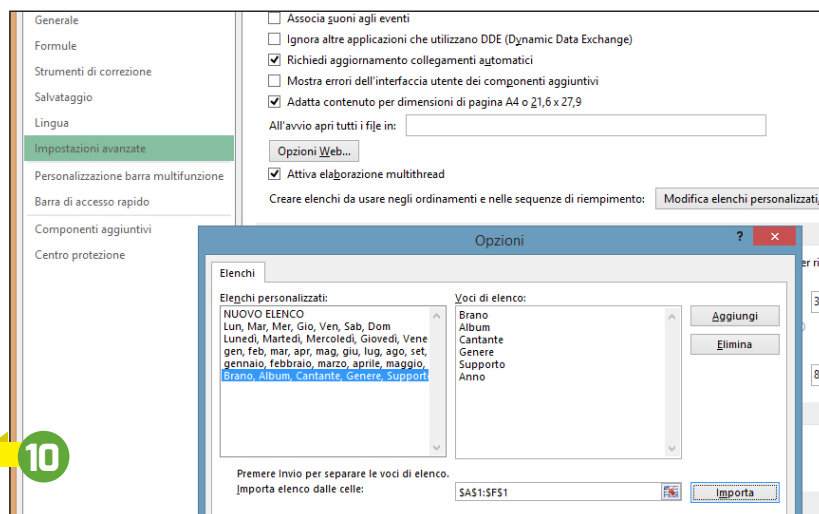 Generale
Formule
Strumenti di correzione
Salvataggio
Lingua
Impostazioni avanzate
Personalizzazione barra multifunzione
Barra di accesso rapido
Componenti aggiuntivi
Centro protezione
Associa suoni agli eventi
Ignora altre applicazioni che utilizzano DDE (Dynamic Data Exchange)
Richiedi aggiornamento collegamenti automatici
Mostra errori dell'interfaccia utente dei componenti aggiuntivi
Adatta contenuto per dimensioni di pagina A4 o 21,6 x 27,9
All'avvio apri tutti i file in:
Opzioni Web...
Attiva elaborazione multithread
Creare elenchi da usare negli ordinamenti e nelle sequenze di riempimento: Modifica elenchi personalizzati
er ri
3
8
Opzioni ?
Elenchi
Elenchi personalizzati:
NUOVO ELENCO
Lun, Mar, Mer, Gio, Ven, Sab, Dom
Lunedì, Martedì, Mercoledì, Giovedì, Vene
gen, feb, mar, apr, mag, giu, lug, ago, set,
gennaio, febbraio, marzo, aprile, maggio,
Brano, Album, Cantante, Genere, Support
Voci di elenco:
Brano
Album
Cantante
Genere
Supporto
Anno
Aggiungi
Elimina
Premere Invio per separare le voci di elenco.
Importa elenco dalle celle: $A$1:$F$1 Importa
10